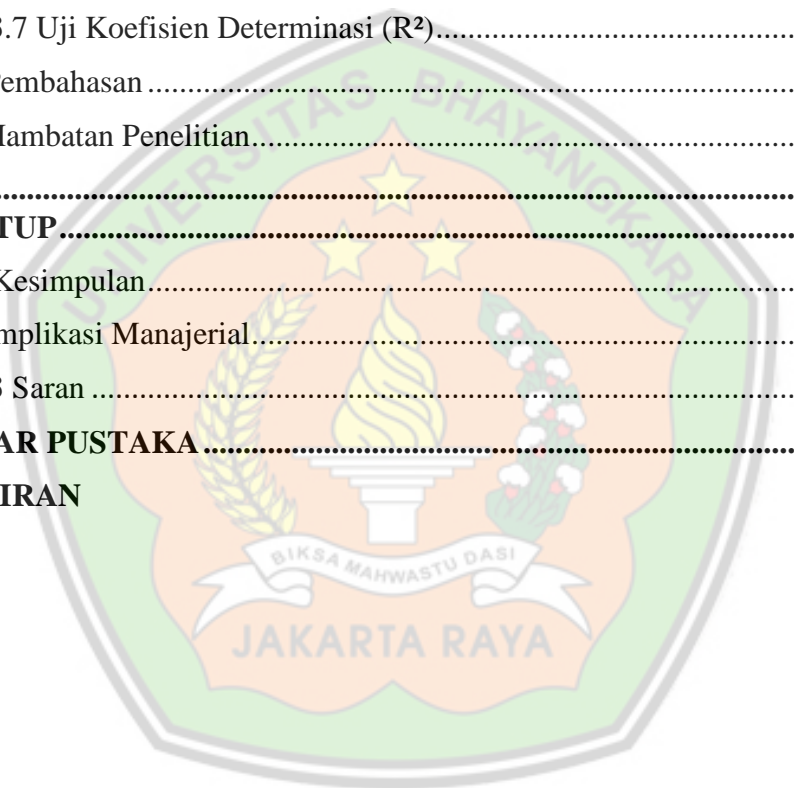 3.7 Uji Koefisien Determinasi (R²)....................................
Pembahasan....................................
Hambatan Penelitian....................................
....................................
TUP....................................
Kesimpulan....................................
Implikasi Manajerial....................................
3 Saran....................................
AR PUSTAKA....................................
IRAN
UNIVERSITAS BHAYANGKARA
BIKSA MAHWASTU DASI
JAKARTA RAYA